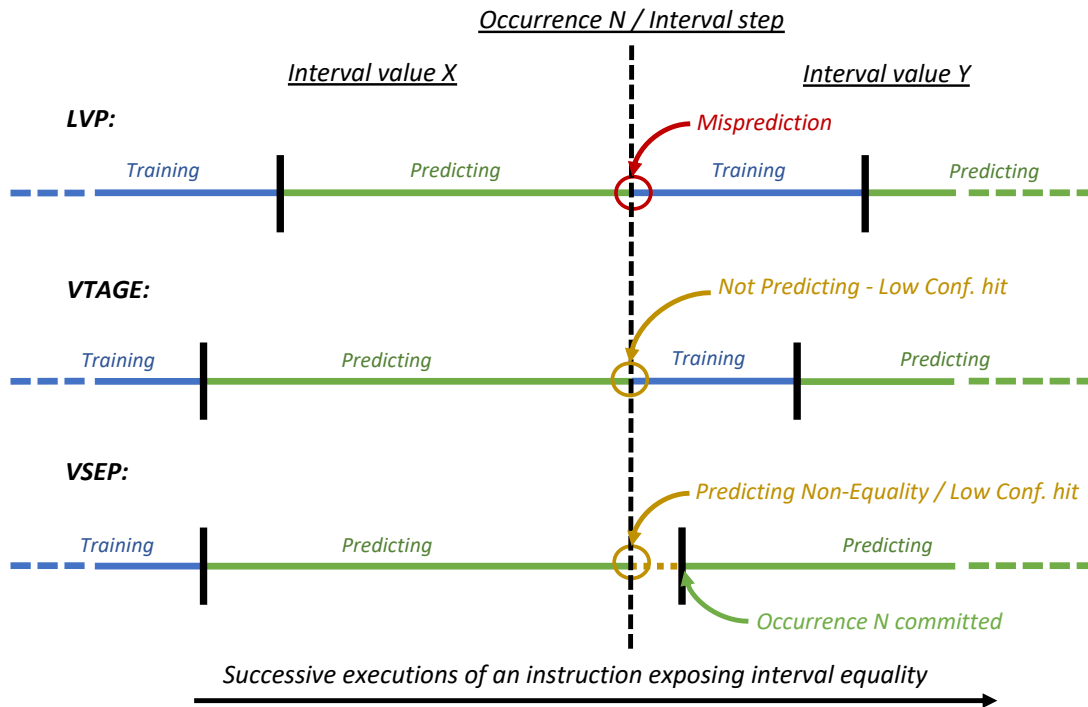 Occurrence N / Interval step
Interval value X
Interval value Y
LVP:
Misprediction
Training
Predicting
Training
Predicting
VTAGE:
Not Predicting - Low Conf. hit
Training
Predicting
Training
Predicting
VSEP:
Predicting Non-Equality / Low Conf. hit
Training
Predicting
Predicting
Occurrence N committed
Successive executions of an instruction exposing interval equality